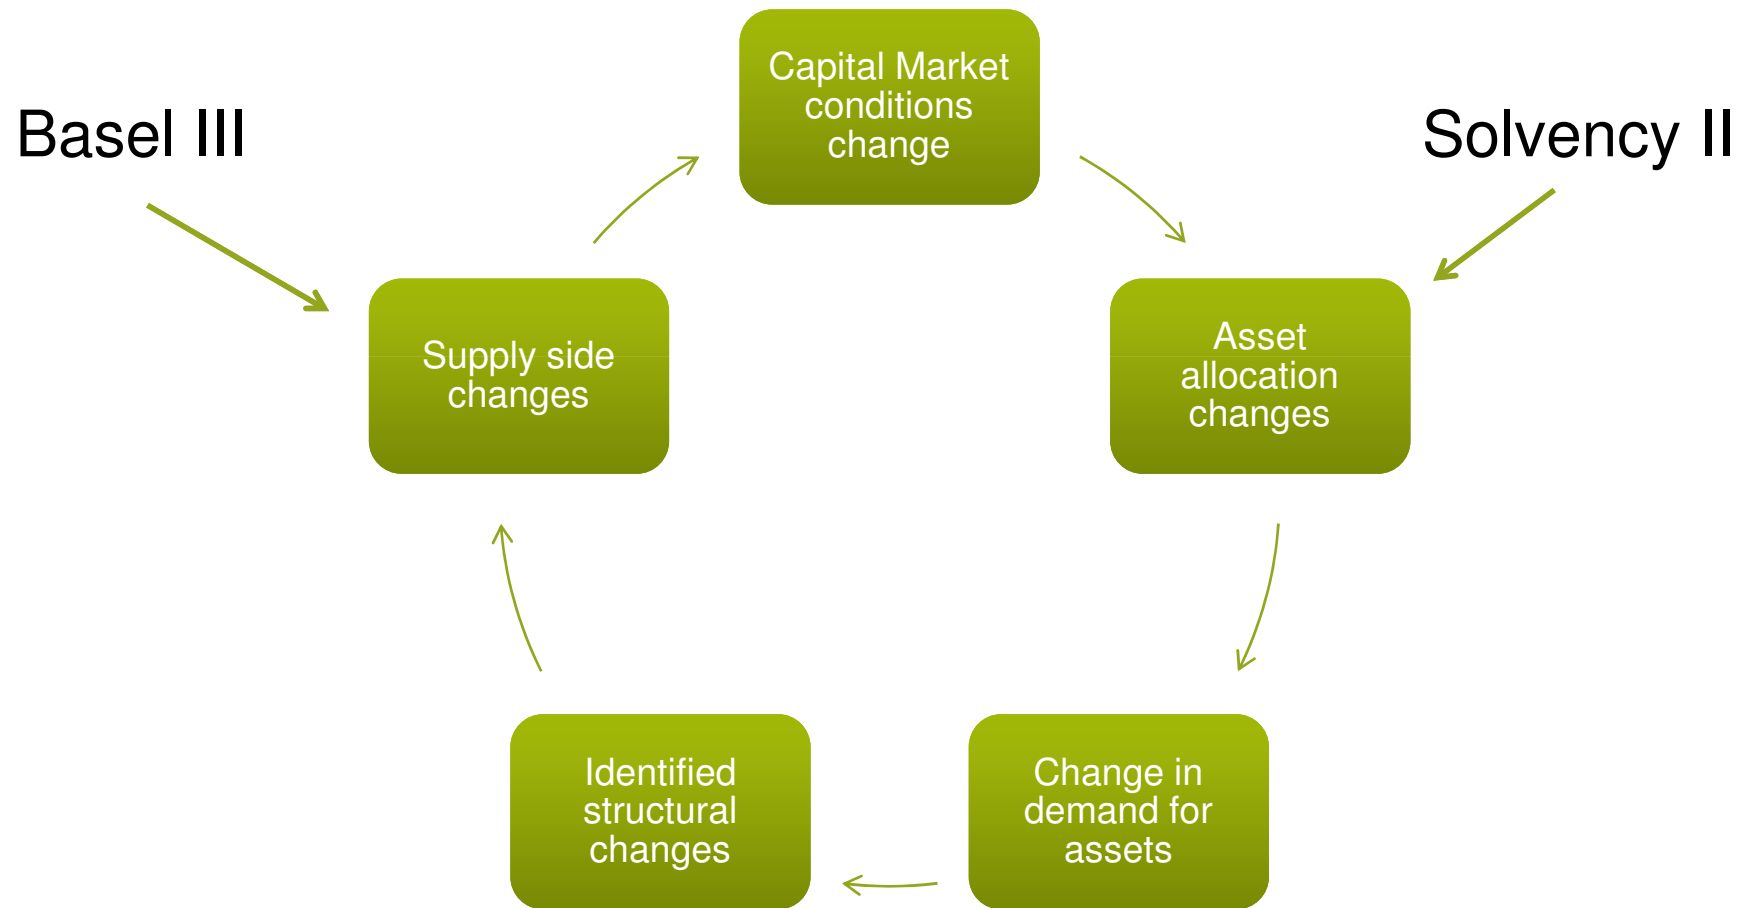 Capital Market
conditions
change
Basel III
Solvency II
Supply side
changes
Asset
allocation
changes
Identified
structural
changes
Change in
demand for
assets